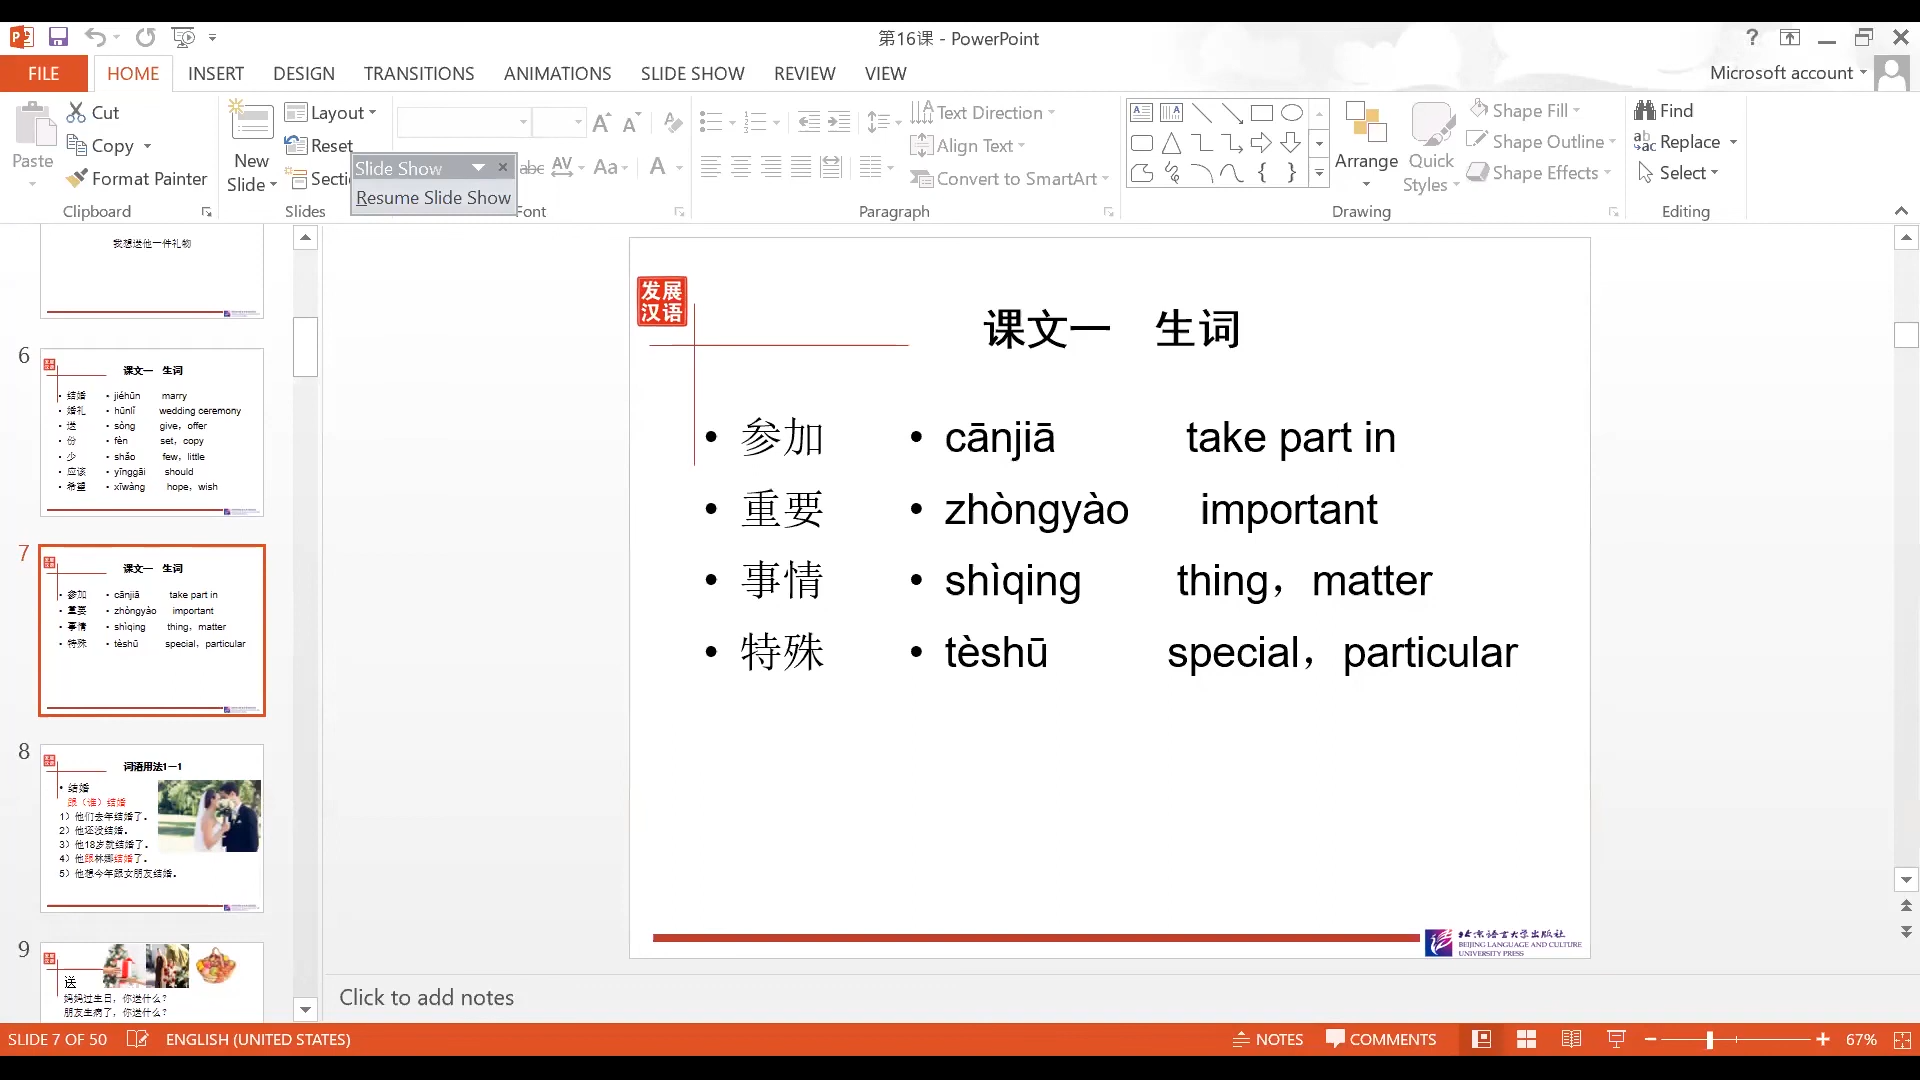 第16课 - PowerPoint
?
FILE HOME INSERT DESIGN TRANSITIONS ANIMATIONS SLIDE SHOW REVIEW VIEW
Microsoft account
Paste
Cut
Copy
Format Painter
Clipboard
New Slide
Layout
Reset
Secti
Slides
Slide Show
Resume Slide Show
Font
Text Direction
Align Text
Convert to SmartArt
Paragraph
Arrange
Quick Styles
Shape Fill
Shape Outline
Shape Effects
Drawing
Find
Replace
Select
Editing
我想送他一件礼物
6
课文一 生词
• 结婚 • jiéhūn marry
• 婚礼 • hūnlǐ wedding ceremony
• 送 • sòng give，offer
• 份 • fèn set，copy
• 少 • shǎo few，little
• 应该 • yīnggāi should
• 希望 • xīwàng hope，wish
7
课文一 生词
• 参加 • cānjiā take part in
• 重要 • zhòngyào important
• 事情 • shìqing thing，matter
• 特殊 • tèshū special，particular
8
词语用法1—1
• 结婚
跟（谁）结婚
1）他们去年结婚了。
2）他还没结婚。
3）他18岁就结婚了。
4）他跟林娜结婚了。
5）他想今年跟女朋友结婚。
9
送
妈妈过生日，你送什么？
朋友生病了，你送什么？
发展
汉语
课文一 生词
• 参加 • cānjiā take part in
• 重要 • zhòngyào important
• 事情 • shìqing thing，matter
• 特殊 • tèshū special，particular
北京语言大学出版社
BEIJING LANGUAGE AND CULTURE
UNIVERSITY PRESS
Click to add notes
SLIDE 7 OF 50 ENGLISH (UNITED STATES) NOTES COMMENTS 67%